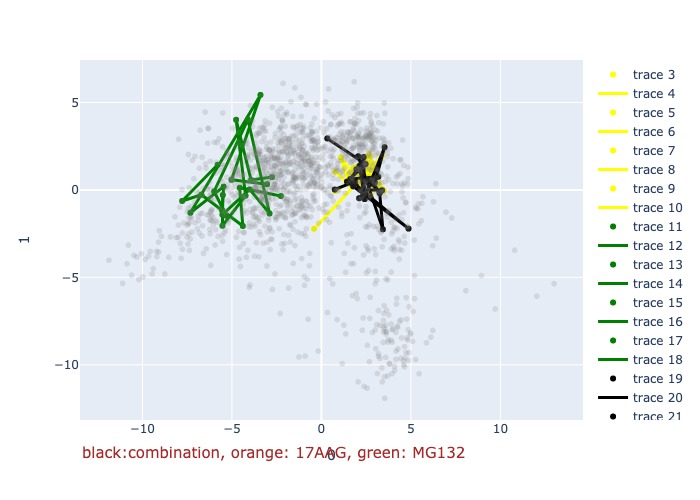 5
0
−5
−10
−10
−5
0
5
10
1
0
black:combination, orange: 17AAG, green: MG132
trace 3
trace 4
trace 5
trace 6
trace 7
trace 8
trace 9
trace 10
trace 11
trace 12
trace 13
trace 14
trace 15
trace 16
trace 17
trace 18
trace 19
trace 20
trace 21